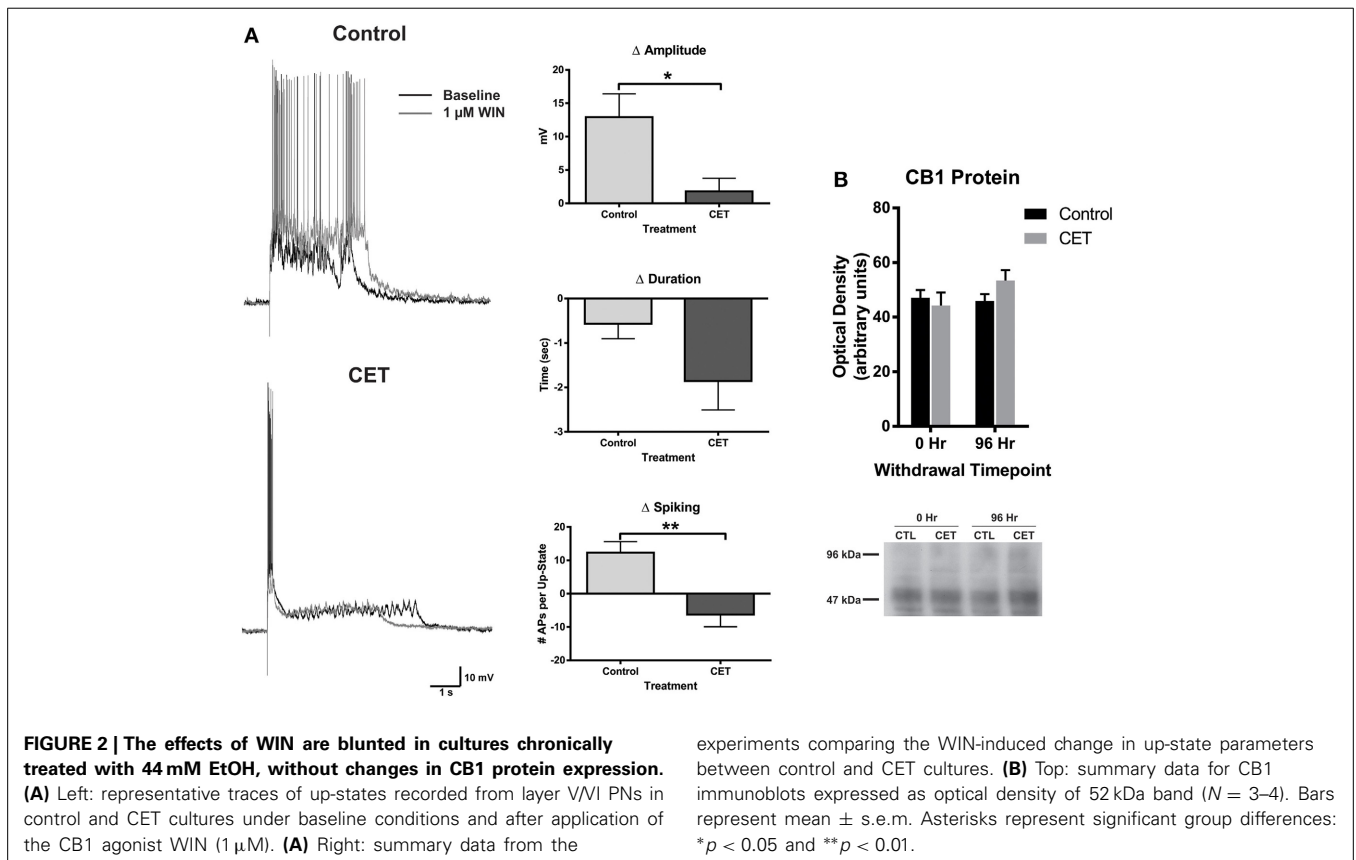 A
Control
Baseline
1 µM WIN
CET
10 mV
1 s
Δ Amplitude
20
15
10
5
0
mV
*
Control
CET
Treatment
Δ Duration
0
-1
-2
-3
Time (sec)
Control
CET
Treatment
Δ Spiking
20
10
0
-10
-20
# APs per Up-State
**
Control
CET
Treatment
B
CB1 Protein
80
60
40
20
0
Optical Density
(arbitrary units)
Control
CET
0 Hr
96 Hr
Withdrawal Timepoint
0 Hr
96 Hr
CTL CET CTL CET
96 kDa
47 kDa
FIGURE 2 | The effects of WIN are blunted in cultures chronically
treated with 44 mM EtOH, without changes in CB1 protein expression.
(A) Left: representative traces of up-states recorded from layer V/VI PNs in
control and CET cultures under baseline conditions and after application of
the CB1 agonist WIN (1 µM). (A) Right: summary data from the
experiments comparing the WIN-induced change in up-state parameters
between control and CET cultures. (B) Top: summary data for CB1
immunoblots expressed as optical density of 52 kDa band (N = 3–4). Bars
represent mean ± s.e.m. Asterisks represent significant group differences:
*p < 0.05 and **p < 0.01.